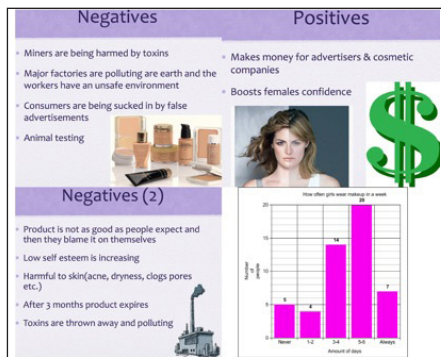 Negatives
• Miners are being harmed by toxins
• Major factories are polluting are earth and the
workers have an unsafe environment
• Consumers are being sucked in by false
advertisements
• Animal testing
Positives
• Makes money for advertisers & cosmetic
companies
• Boosts females confidence
$
Negatives (2)
• Product is not as good as people expect and
then they blame it on themselves
• Low self esteem is increasing
• Harmful to skin(acne, dryness, clogs pores
etc.)
• After 3 months product expires
• Toxins are thrown away and polluting
How often girls wear makeup in a week
Number
of
people
20
15
10
5
0
5
4
14
20
7
Never
1-2
3-4
5-6
Always
Amount of days